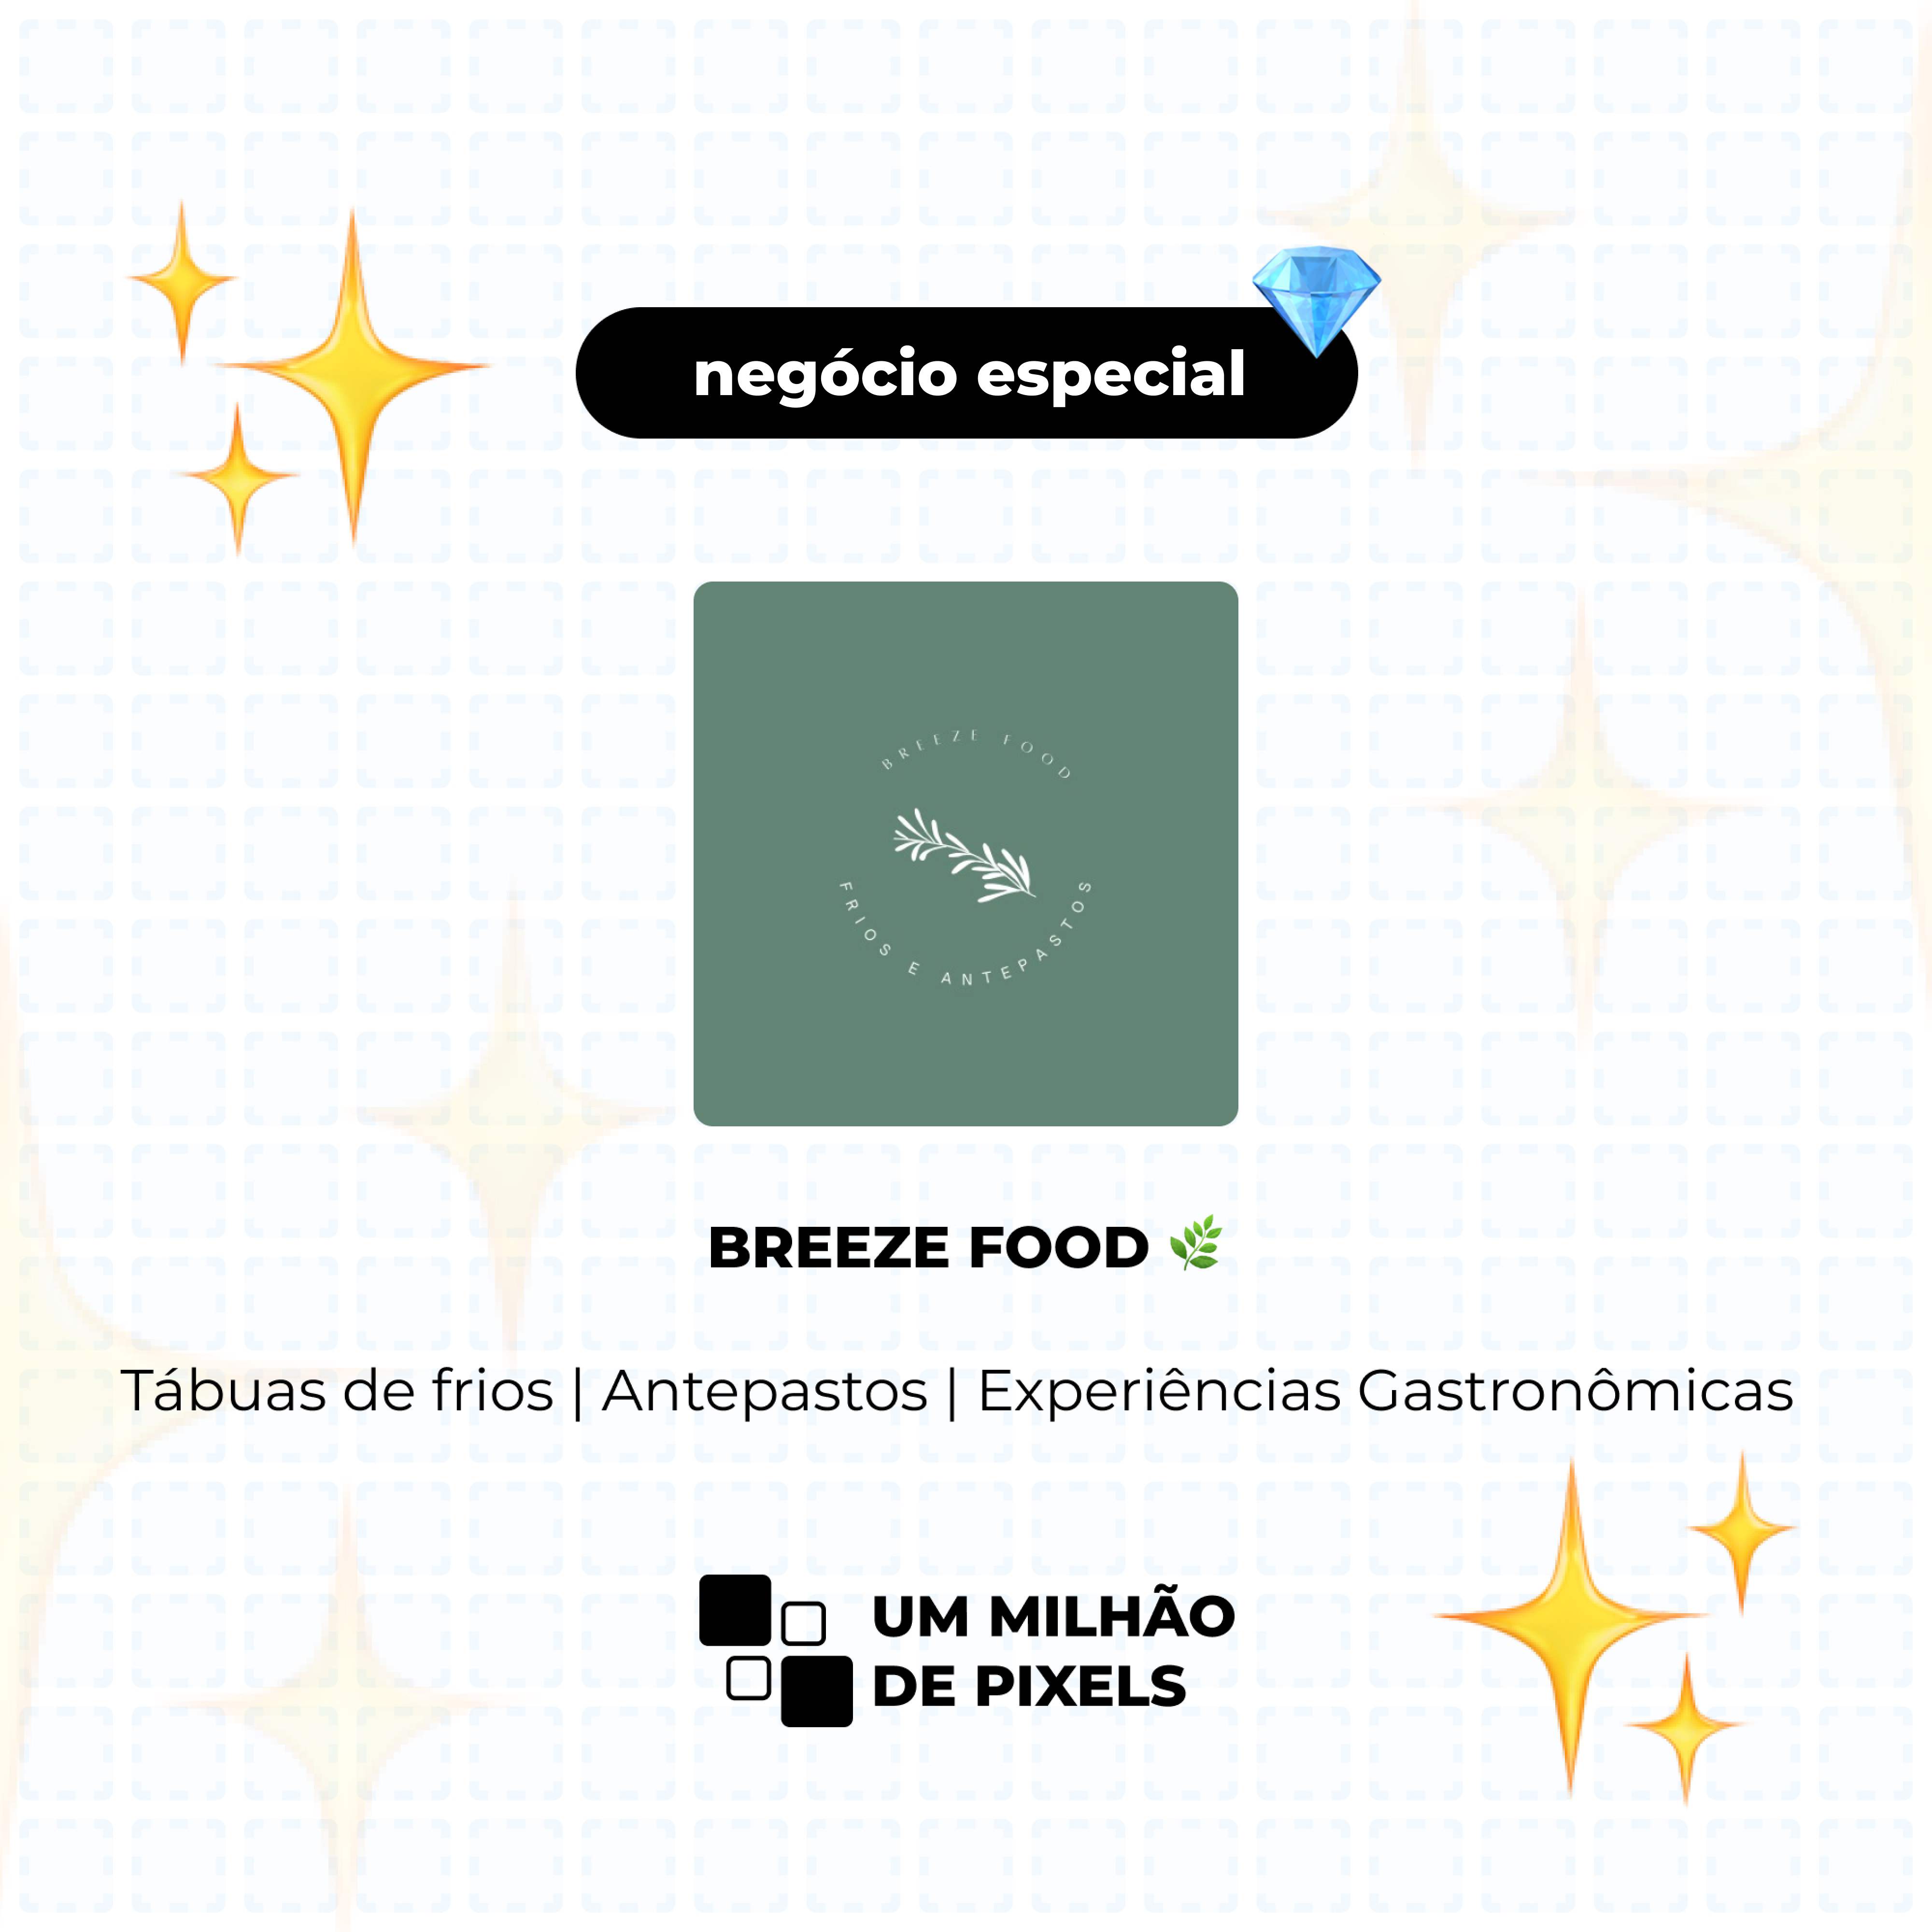 negócio especial
BREEZE FOOD
FRIOS E ANTEPASTOS
BREEZE FOOD 🌿
Tábuas de frios | Antepastos | Experiências Gastronômicas
UM MILHÃO
DE PIXELS